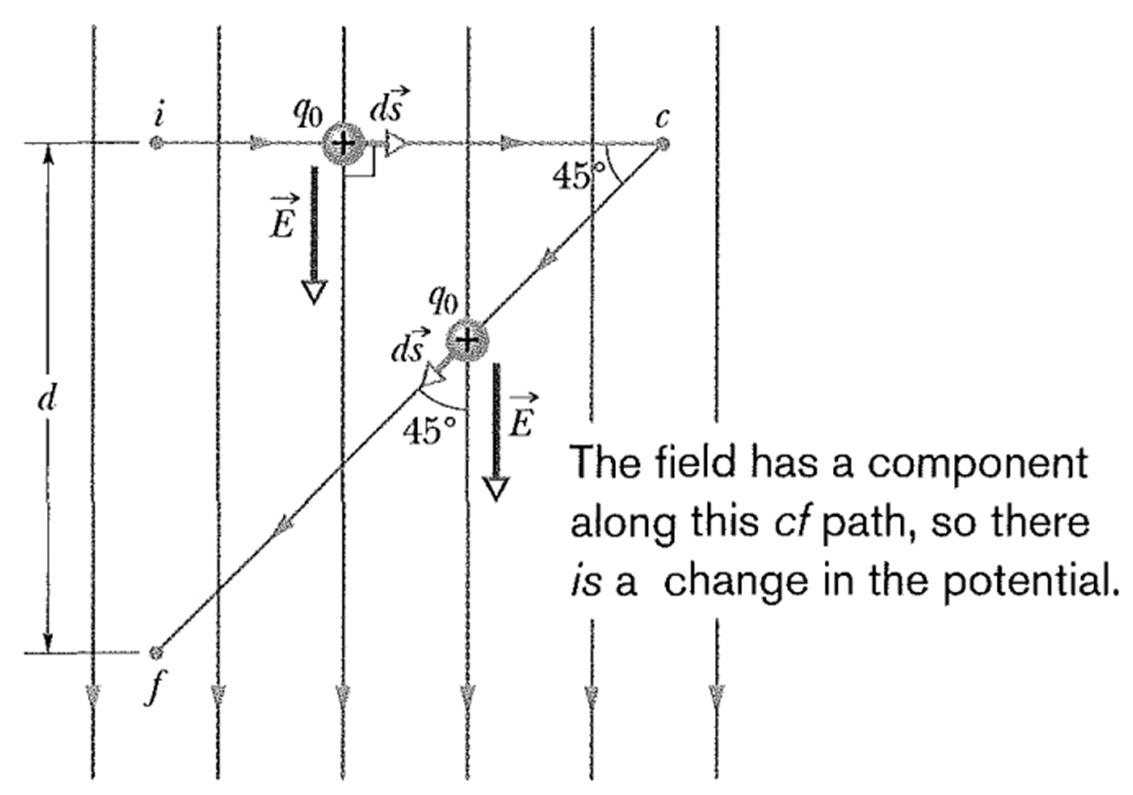 i
q0
ds
c
45°
E
q0
ds
d
45°
E
The field has a component
along this cf path, so there
is a change in the potential.
f